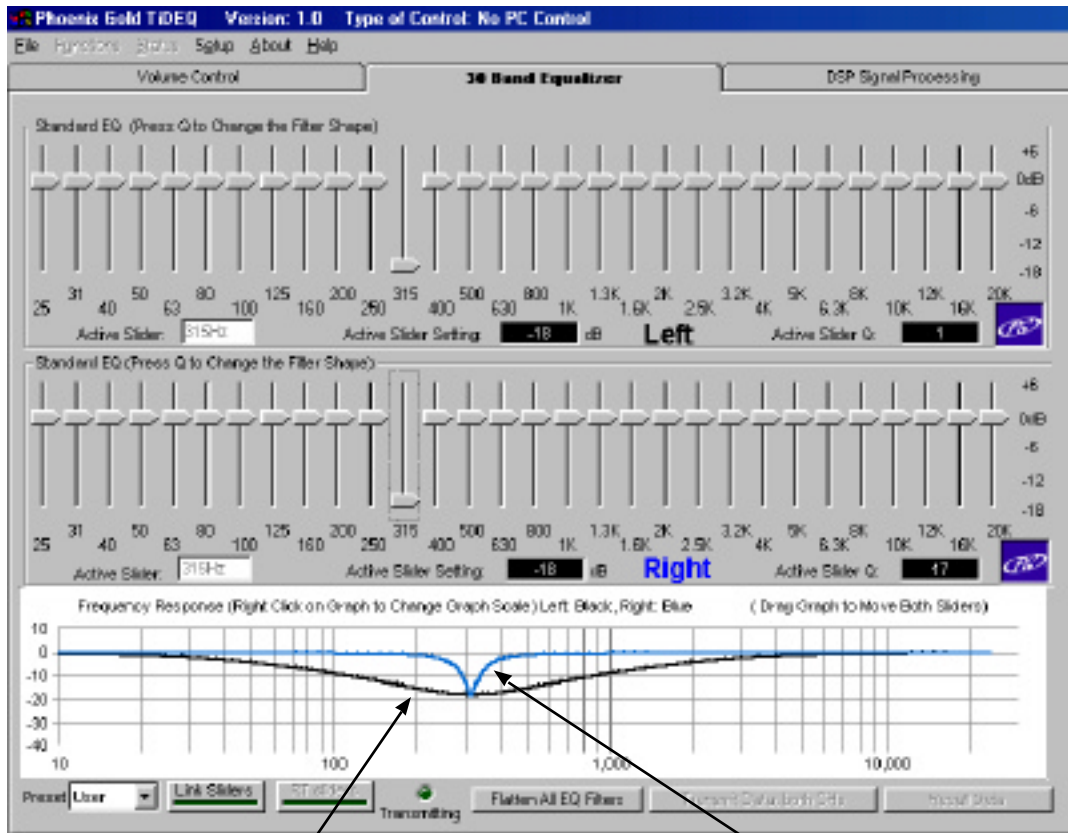 Phoenix Gold TiDEQ Version: 1.0 Type of Control: No PC Control
File Functions Status Setup About Help
Volume Control 30 Band Equalizer DSP Signal Processing
Standard EQ (Press Q to Change the Filter Shape)
+6
0dB
-6
-12
-18
31 50 80 125 200 315 500 800 1.3K 2K 3.2K 5K 8K 12K 20K
25 40 63 100 160 250 400 630 1K 1.6K 2.5K 4K 6.3K 10K 16K
Active Slider: 315Hz Active Slider Setting: -18 dB Left Active Slider Q: 1
Standard EQ (Press Q to Change the Filter Shape)
+6
0dB
-6
-12
-18
31 50 80 125 200 315 500 800 1.3K 2K 3.2K 5K 8K 12K 20K
25 40 63 100 160 250 400 630 1K 1.6K 2.5K 4K 6.3K 10K 16K
Active Slider: 315Hz Active Slider Setting: -18 dB Right Active Slider Q: 47
Frequency Response (Right Click on Graph to Change Graph Scale) Left: Black, Right: Blue (Drag Graph to Move Both Sliders)
10
0
-10
-20
-30
-40
10 100 1,000 10,000
Preset User Link Sliders Transmitting Flatten All EQ Filters